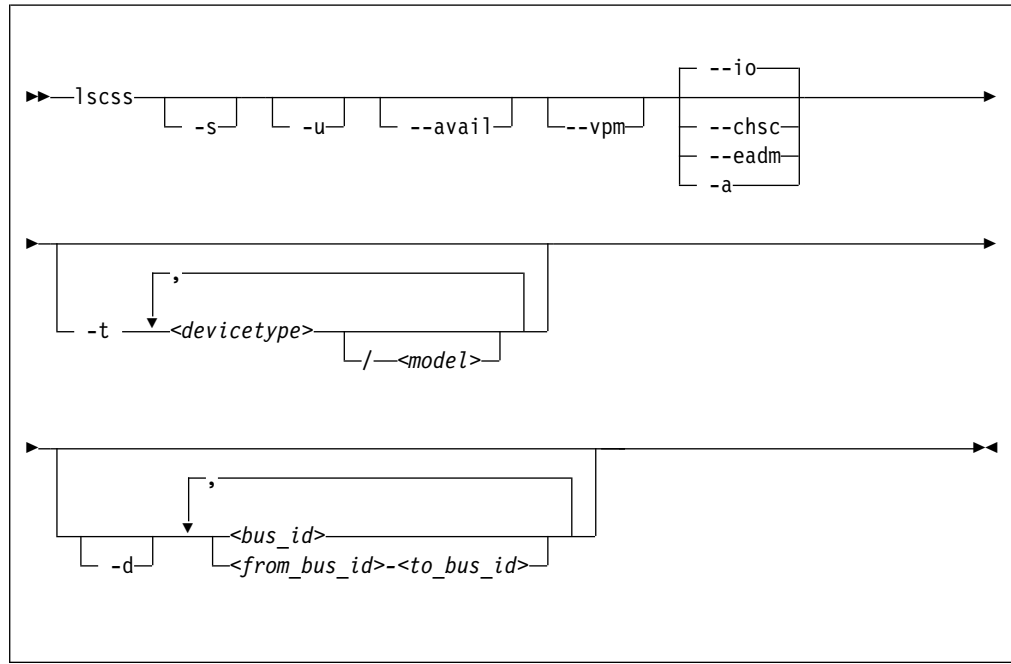 --io
lscss
-s -u --avail --vpm --chsc
--eadm
-a
,
-t <devicetype>
/ <model>
,
<bus_id>
-d <from_bus_id>-<to_bus_id>